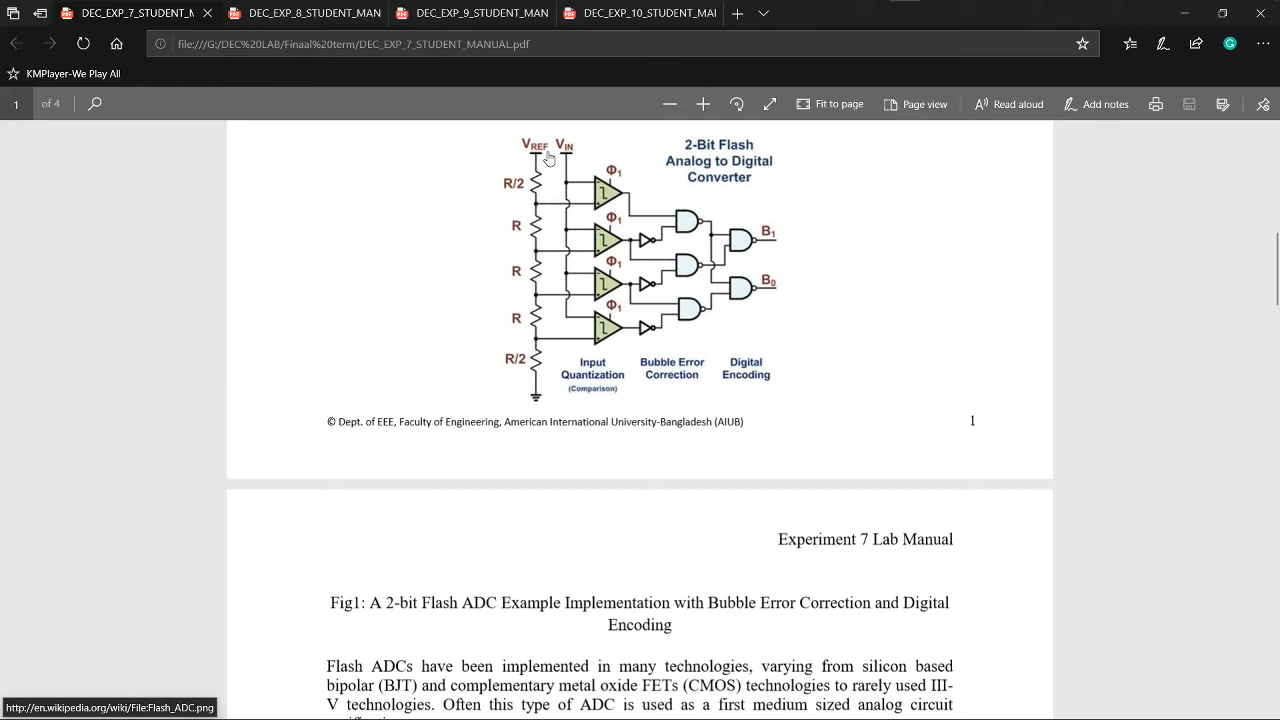 DEC_EXP_7_STUDENT_M
DEC_EXP_8_STUDENT_MAN
DEC_EXP_9_STUDENT_MAN
DEC_EXP_10_STUDENT_MAI
file:///G:/DEC%20LAB/Finaal%20term/DEC_EXP_7_STUDENT_MANUAL.pdf
KMPlayer-We Play All
1 of 4
Fit to page
Page view
Read aloud
Add notes
VREF VIN
2-Bit Flash
Analog to Digital
Converter
Φ1
R/2
Φ1
R
B1
Φ1
R
B0
Φ1
R
R/2
Input
Quantization
(Comparison)
Bubble Error
Correction
Digital
Encoding
© Dept. of EEE, Faculty of Engineering, American International University-Bangladesh (AIUB)
1
Experiment 7 Lab Manual
Fig1: A 2-bit Flash ADC Example Implementation with Bubble Error Correction and Digital
Encoding
Flash ADCs have been implemented in many technologies, varying from silicon based
bipolar (BJT) and complementary metal oxide FETs (CMOS) technologies to rarely used III-
V technologies. Often this type of ADC is used as a first medium sized analog circuit
http://en.wikipedia.org/wiki/File:Flash_ADC.png